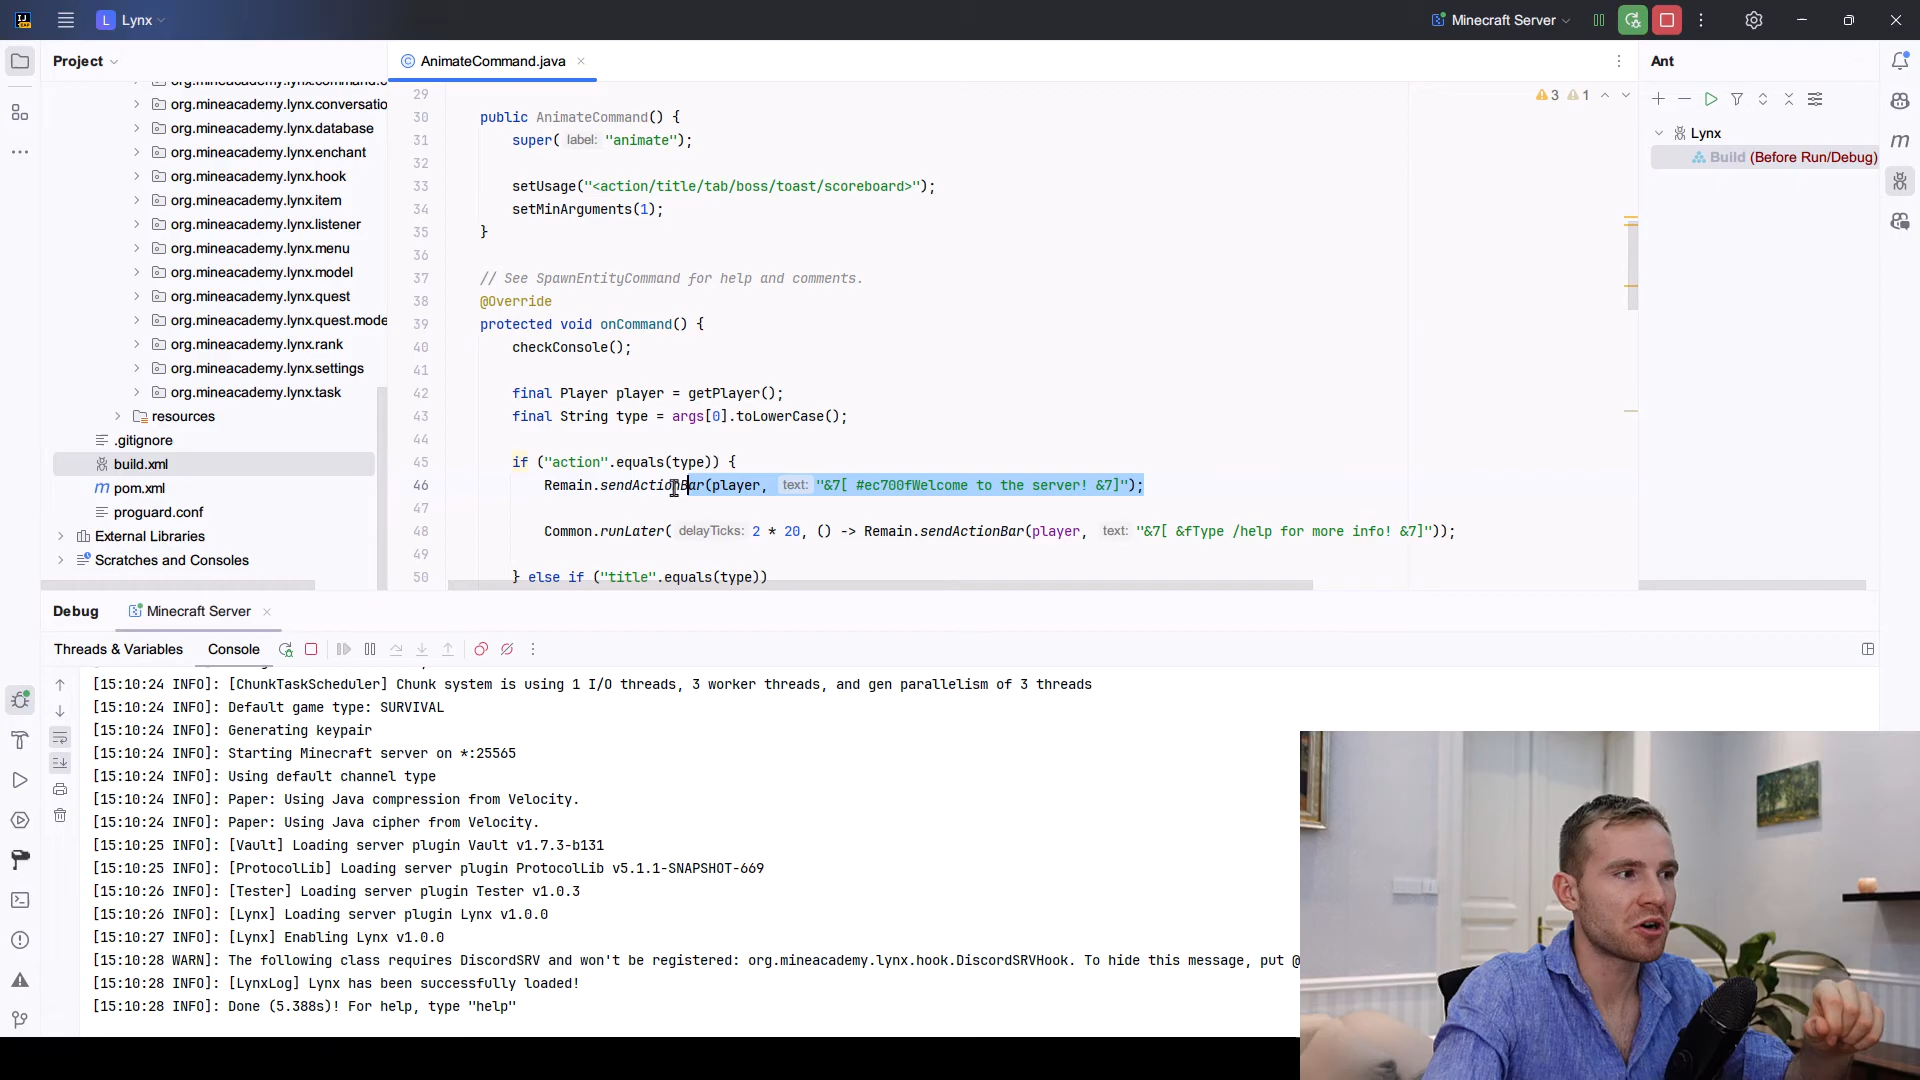 L Lynx
Minecraft Server
Project
AnimateCommand.java
Ant
org.mineacademy.lynx.conversatio
org.mineacademy.lynx.database
org.mineacademy.lynx.enchant
org.mineacademy.lynx.hook
org.mineacademy.lynx.item
org.mineacademy.lynx.listener
org.mineacademy.lynx.menu
org.mineacademy.lynx.model
org.mineacademy.lynx.quest
org.mineacademy.lynx.quest.mode
org.mineacademy.lynx.rank
org.mineacademy.lynx.settings
org.mineacademy.lynx.task
resources
.gitignore
build.xml
pom.xml
proguard.conf
External Libraries
Scratches and Consoles
3 1
29
30 public AnimateCommand() {
31 super( label: "animate");
32
33 setUsage("<action/title/tab/boss/toast/scoreboard>");
34 setMinArguments(1);
35 }
36
37 // See SpawnEntityCommand for help and comments.
38 @Override
39 protected void onCommand() {
40 checkConsole();
41
42 final Player player = getPlayer();
43 final String type = args[0].toLowerCase();
44
45 if ("action".equals(type)) {
46 Remain.sendActionBar(player, text: "&7[ #ec700fWelcome to the server! &7]");
47
48 Common.runLater( delayTicks: 2 * 20, () -> Remain.sendActionBar(player, text: "&7[ &fType /help for more info! &7]"));
49
50 } else if ("title".equals(type))
Lynx
Build (Before Run/Debug)
Debug
Minecraft Server
Threads & Variables
Console
[15:10:24 INFO]: [ChunkTaskScheduler] Chunk system is using 1 I/O threads, 3 worker threads, and gen parallelism of 3 threads
[15:10:24 INFO]: Default game type: SURVIVAL
[15:10:24 INFO]: Generating keypair
[15:10:24 INFO]: Starting Minecraft server on *:25565
[15:10:24 INFO]: Using default channel type
[15:10:24 INFO]: Paper: Using Java compression from Velocity.
[15:10:24 INFO]: Paper: Using Java cipher from Velocity.
[15:10:25 INFO]: [Vault] Loading server plugin Vault v1.7.3-b131
[15:10:25 INFO]: [ProtocolLib] Loading server plugin ProtocolLib v5.1.1-SNAPSHOT-669
[15:10:26 INFO]: [Tester] Loading server plugin Tester v1.0.3
[15:10:26 INFO]: [Lynx] Loading server plugin Lynx v1.0.0
[15:10:27 INFO]: [Lynx] Enabling Lynx v1.0.0
[15:10:28 WARN]: The following class requires DiscordSRV and won't be registered: org.mineacademy.lynx.hook.DiscordSRVHook. To hide this message, put @
[15:10:28 INFO]: [LynxLog] Lynx has been successfully loaded!
[15:10:28 INFO]: Done (5.388s)! For help, type "help"